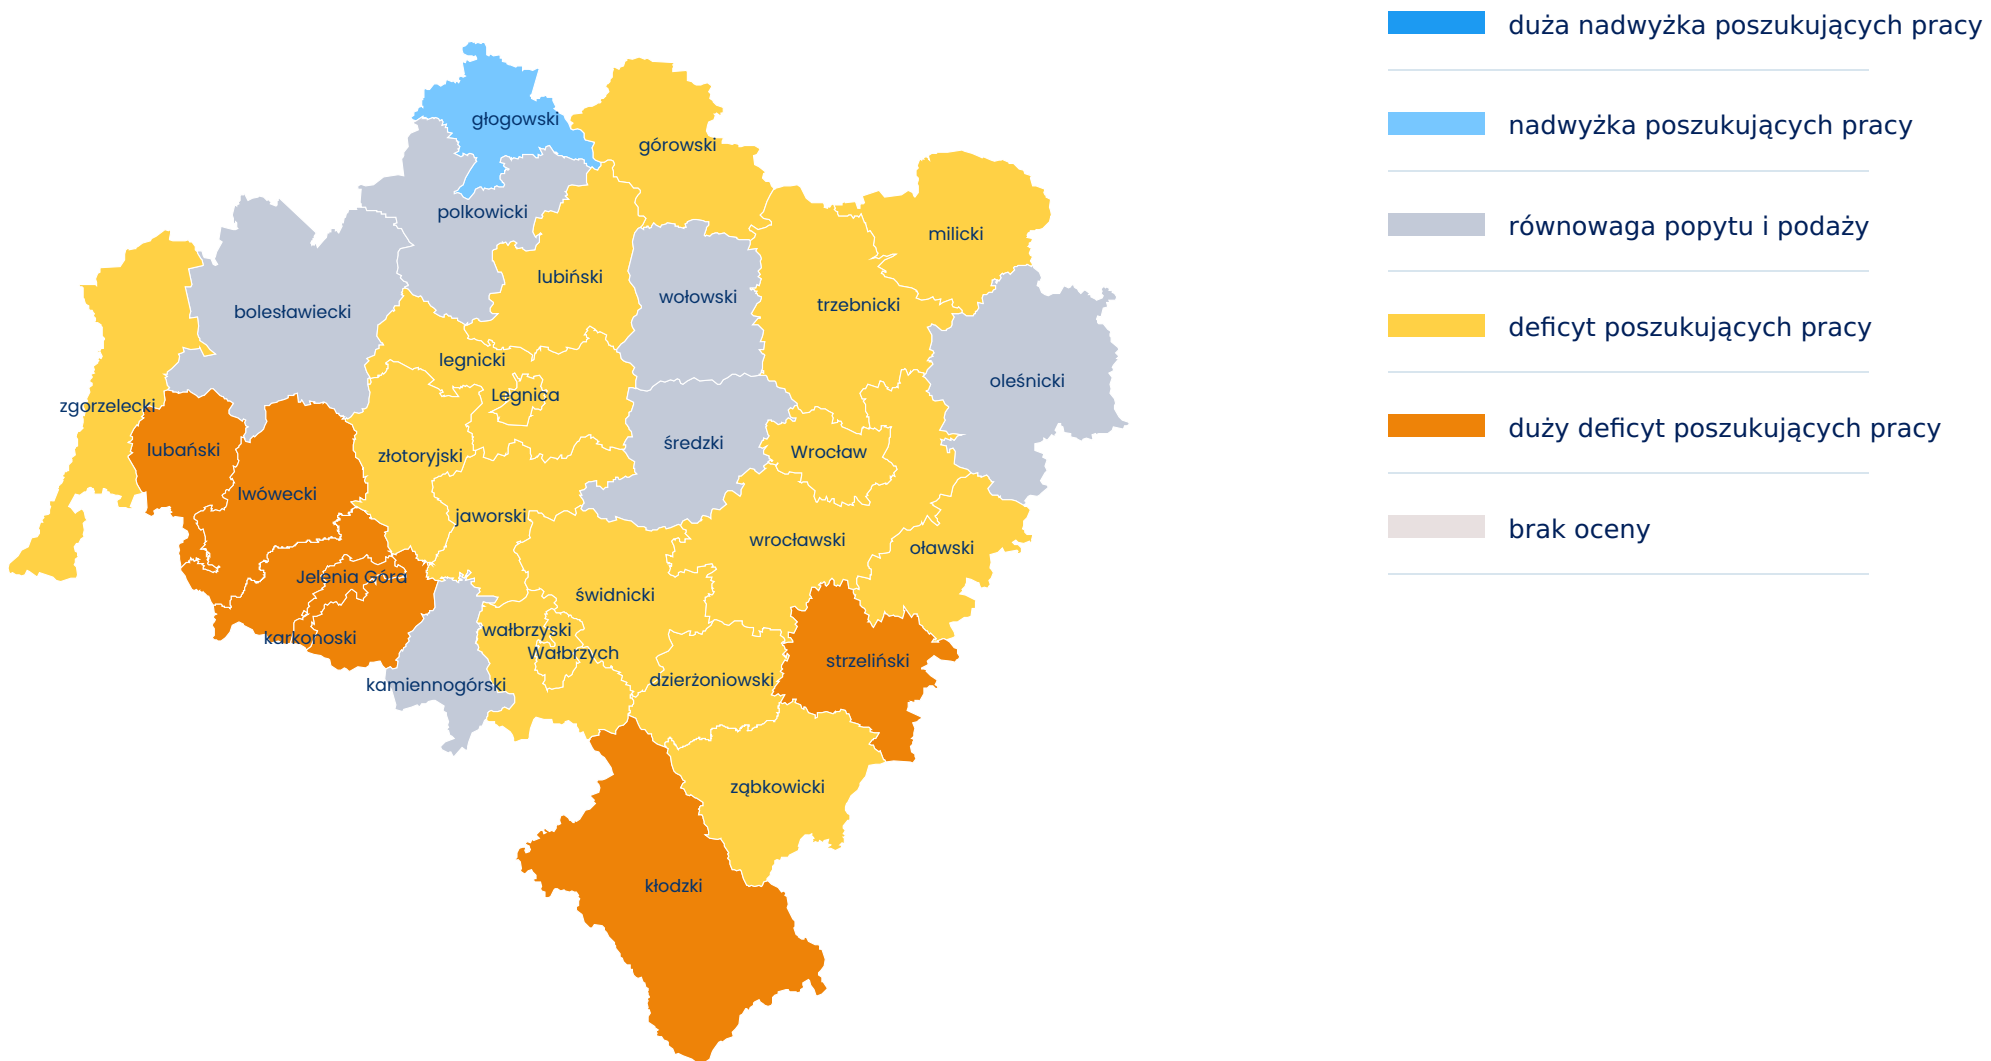 głogowski
górowski
polkowicki
milicki
lubiński
wołowski
trzebnicki
bolesławiecki
legnicki
oleśnicki
Legnica
zgorzelecki
średzki
lubański
Wrocław
złotoryjski
lwówecki
jaworski
wrocławski
oławski
Jelenia Góra
świdnicki
wałbrzyski
karkonoski
Wałbrzych
strzeliński
dzierżoniowski
kamiennogórski
ząbkowicki
kłodzki
duża nadwyżka poszukujących pracy
nadwyżka poszukujących pracy
równowaga popytu i podaży
deficyt poszukujących pracy
duży deficyt poszukujących pracy
brak oceny